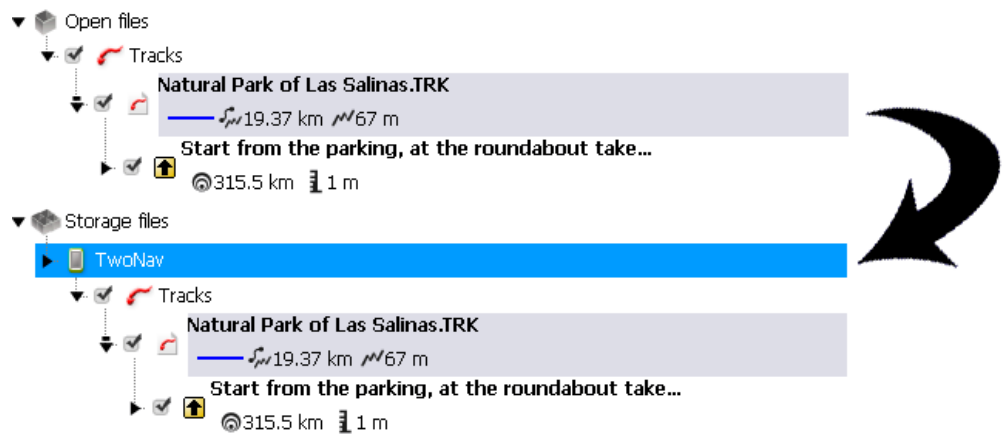 Open files
Tracks
Natural Park of Las Salinas.TRK
19.37 km 67 m
Start from the parking, at the roundabout take...
315.5 km 1 m
Storage files
TwoNav
Tracks
Natural Park of Las Salinas.TRK
19.37 km 67 m
Start from the parking, at the roundabout take...
315.5 km 1 m